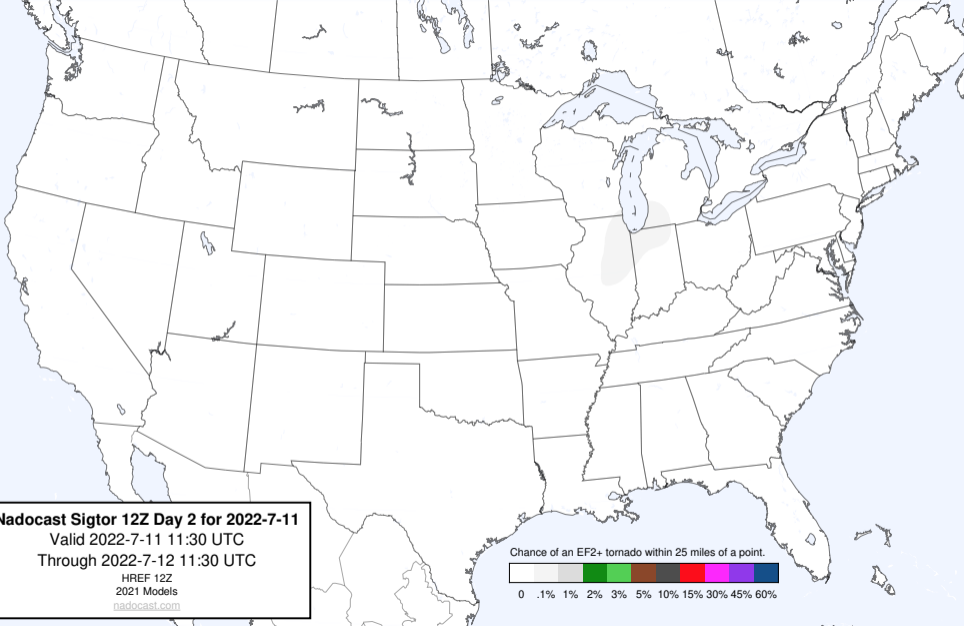 Nadocast Sigtor 12Z Day 2 for 2022-7-11
Valid 2022-7-11 11:30 UTC
Through 2022-7-12 11:30 UTC
HREF 12Z
2021 Models
nadocast.com
Chance of an EF2+ tornado within 25 miles of a point.
0 .1% 1% 2% 3% 5% 10% 15% 30% 45% 60%